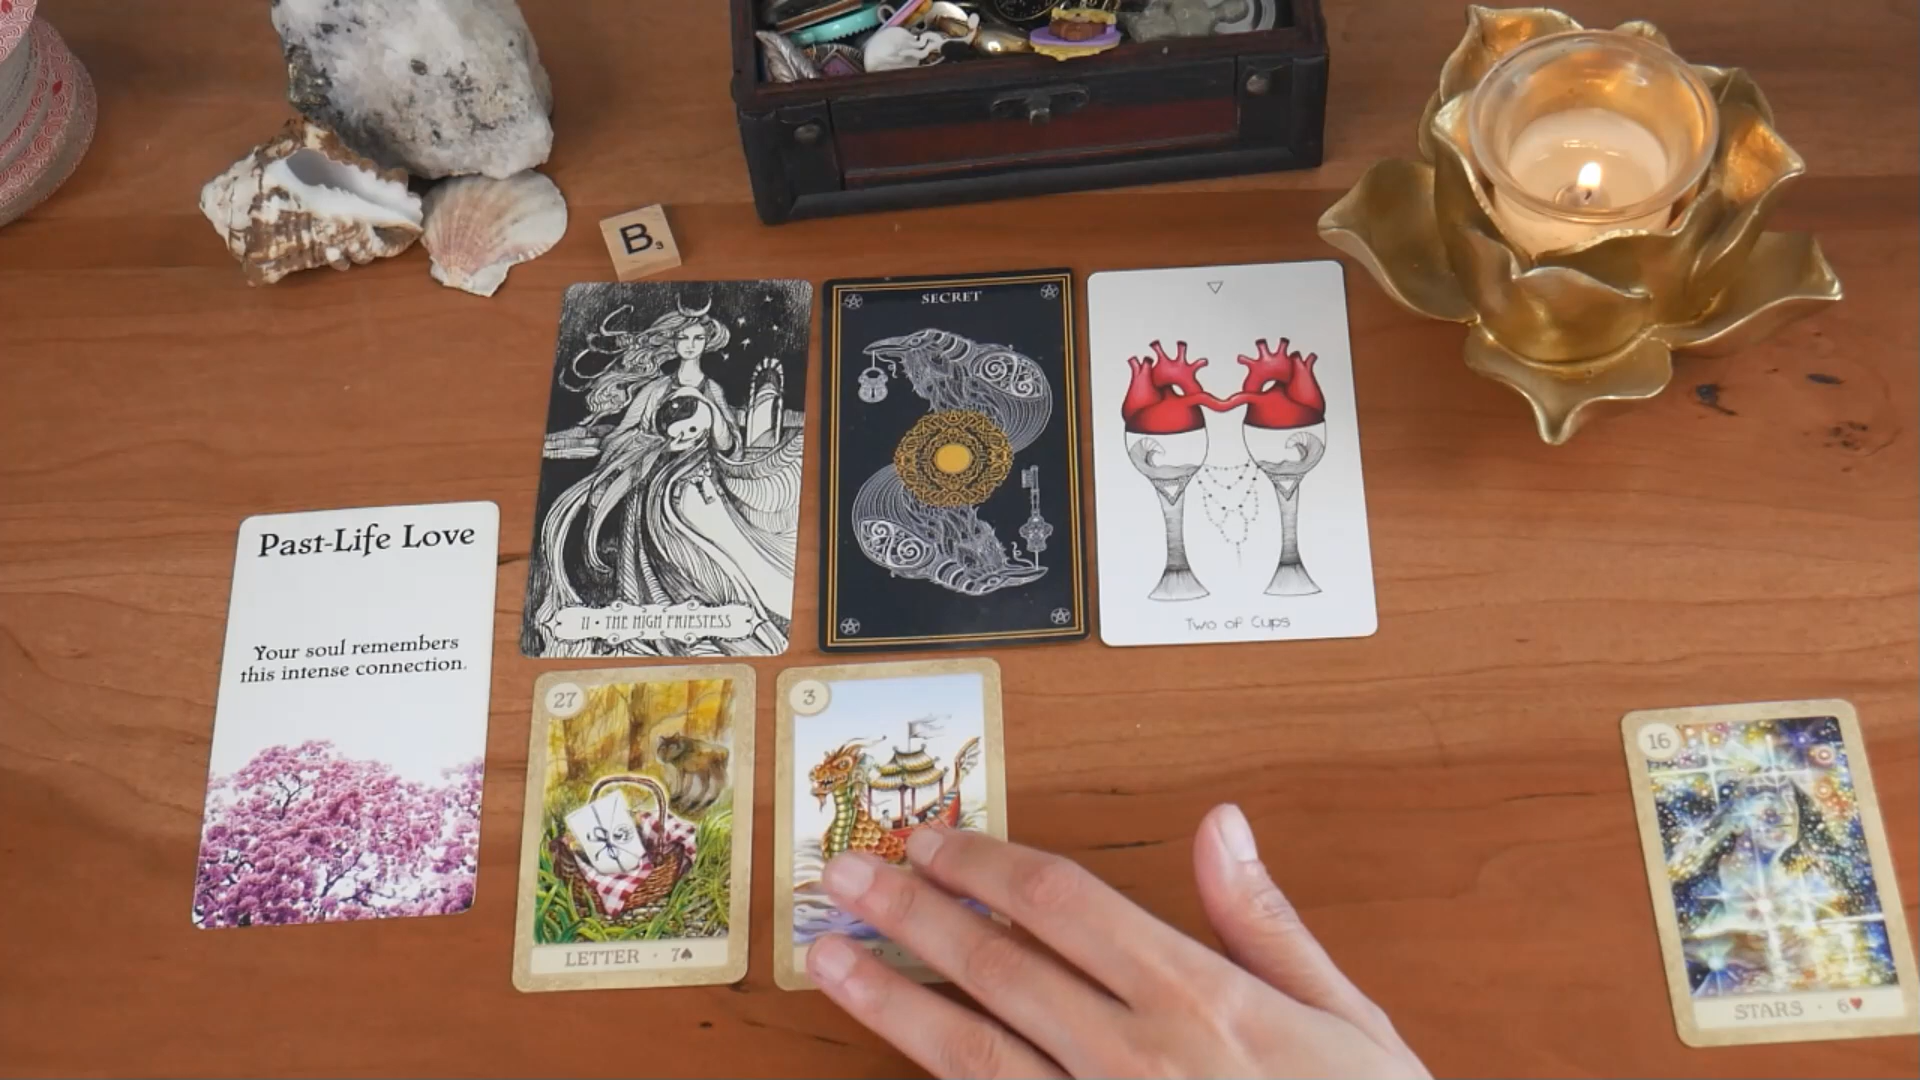 B3
SECRET
II • THE HIGH PRIESTESS
Two of Cups
Past-Life Love
Your soul remembers
this intense connection.
27
LETTER · 7♠
3
16
STARS · 6♥